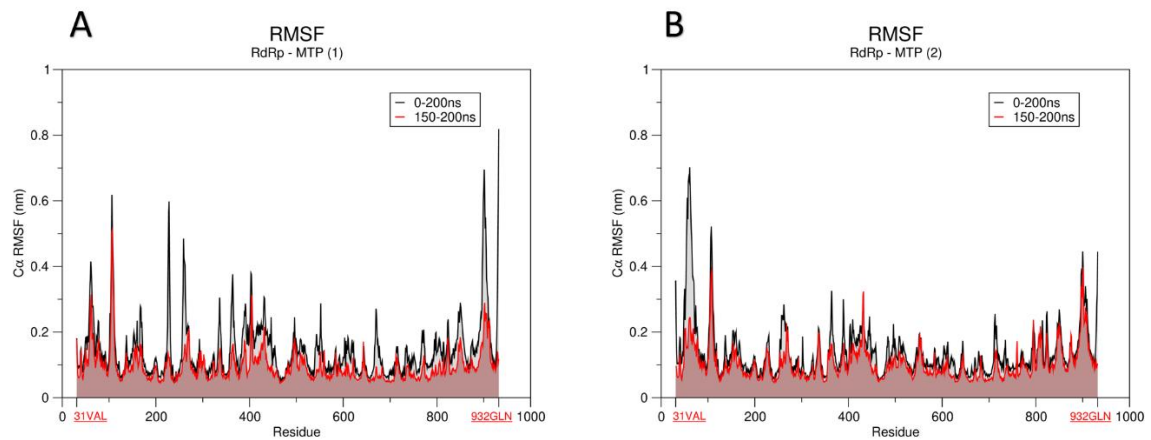 A
RMSF
RdRp - MTP (1)
1
0.8
0.6
0.4
0.2
0
Cα RMSF (nm)
0-200ns
150-200ns
0 200 400 600 800 1000
31VAL 932GLN
Residue
B
RMSF
RdRp - MTP (2)
1
0.8
0.6
0.4
0.2
0
Cα RMSF (nm)
0-200ns
150-200ns
0 200 400 600 800 1000
31VAL 932GLN
Residue